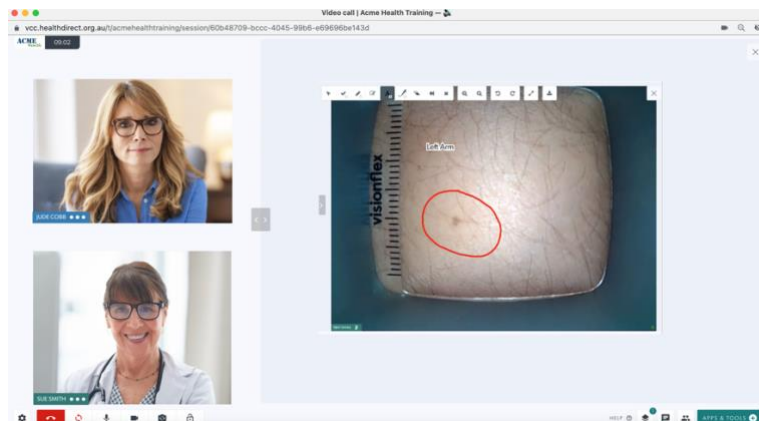 Video call | Acme Health Training —
vcc.healthdirect.org.au/t/acmehealthtraining/session/60b48709-bccc-4045-99b6-e69696be143d
ACME
09:02
JUDE COBB
Left Arm
visionflex
SUE SMITH
HELP
APPS & TOOLS